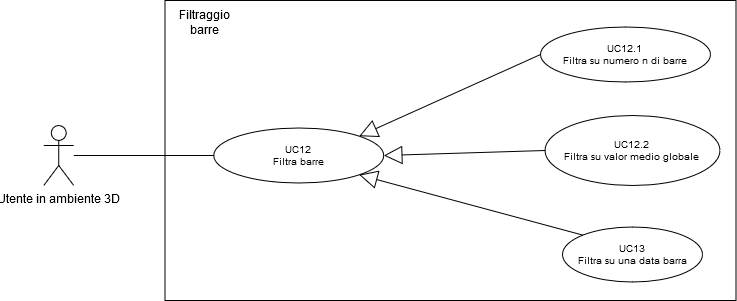 Filtraggio
barre
UC12.1
Filtra su numero n di barre
UC12
Filtra barre
UC12.2
Filtra su valor medio globale
Utente in ambiente 3D
UC13
Filtra su una data barra